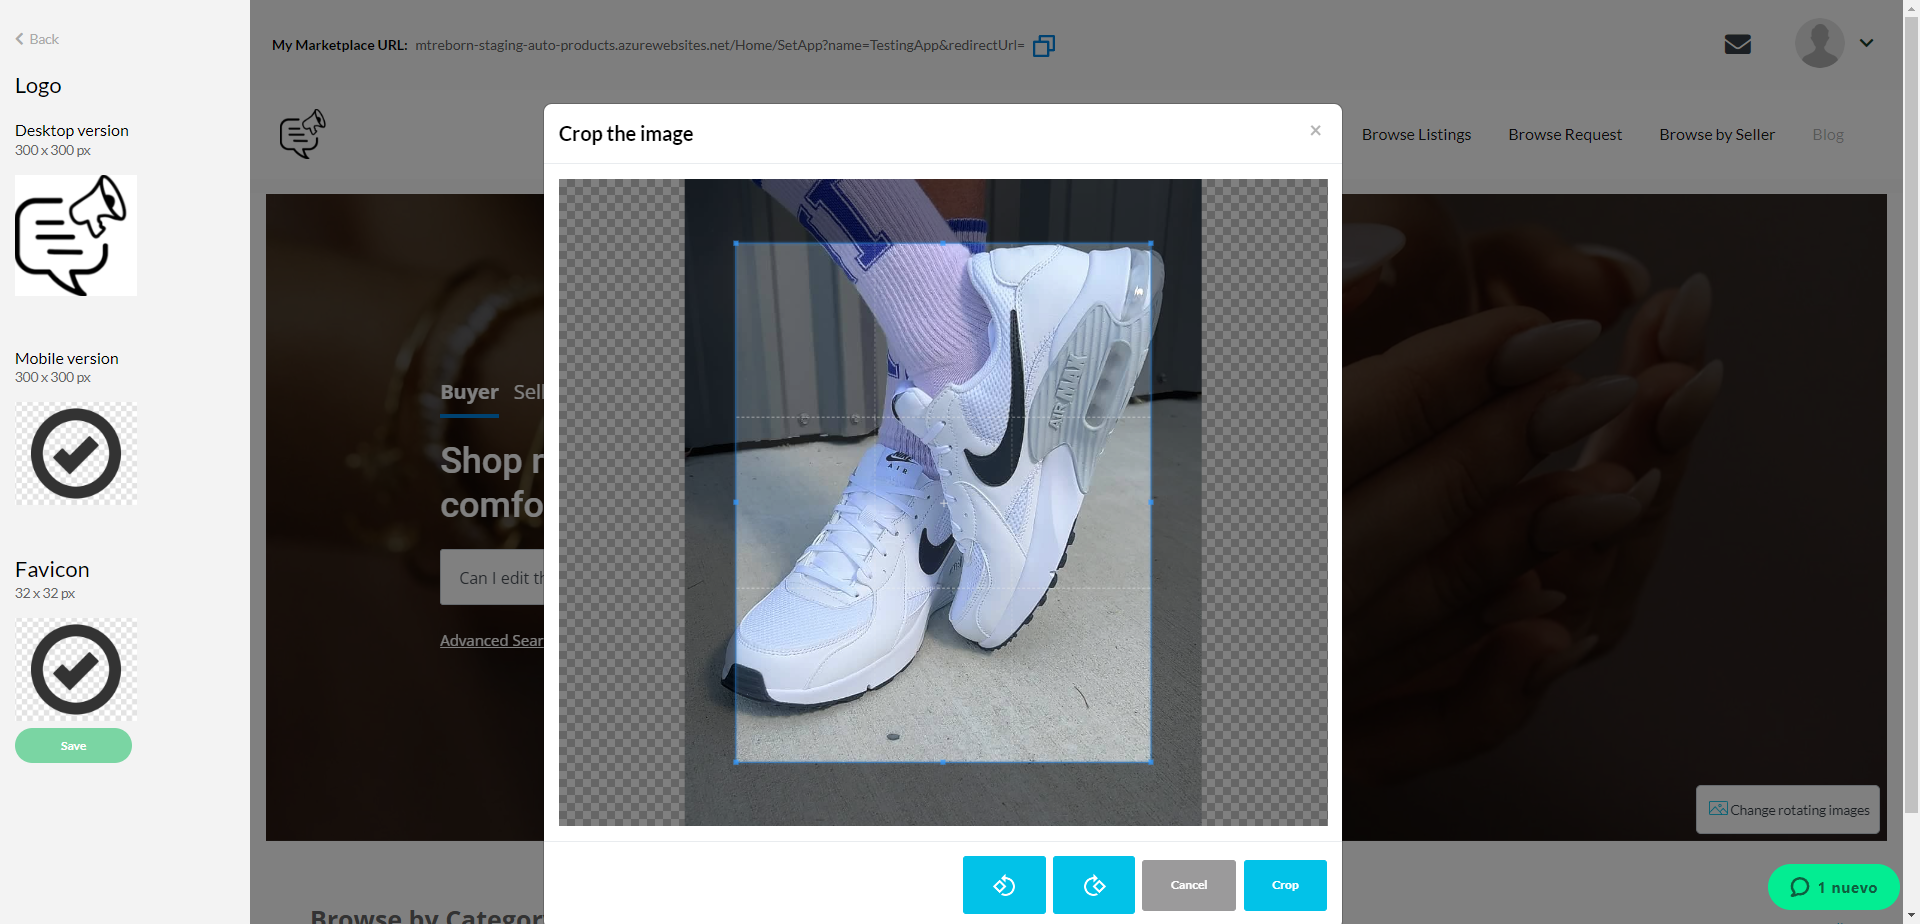 Back
Logo
Desktop version
300 x 300 px
Mobile version
300 x 300 px
Favicon
32 x 32 px
Save
My Marketplace URL: mtreborn-staging-auto-products.azurewebsites.net/Home/SetApp?name=TestingApp&redirectUrl=
Browse Listings
Browse Request
Browse by Seller
Blog
Buyer
Sell
Shop
comfo
Can I edit th
Advanced Sear
Change rotating images
Browse by Categor
Crop the image
×
AIR MAX
AIR
Cancel
Crop
1 nuevo